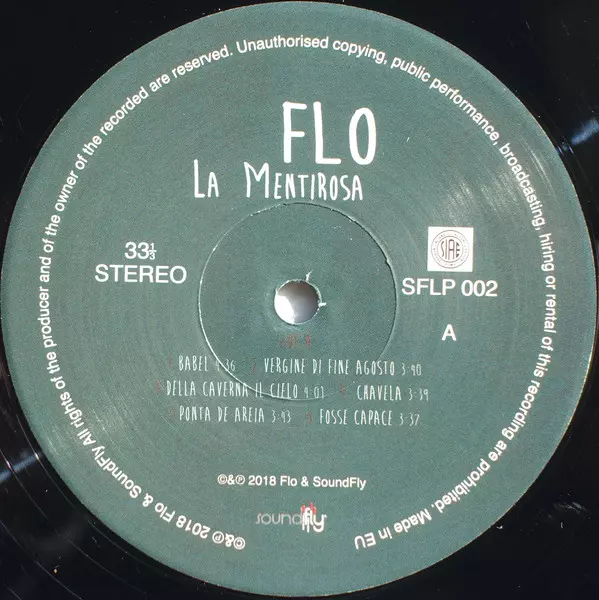 All rights of the producer and of the owner of the recorded are reserved. Unauthorised copying, public performance, broadcasting, hiring or rental of this recording are prohibited. Made in EU
©&℗ 2018 Flo & SoundFly
FLO
LA MENTIROSA
33⅓
STEREO
SIAE
SFLP 002
A
BABEL 4:36 VERGINE DI FINE AGOSTO 3:40
DELLA CAVERNA IL CIELO 4:01 CHAVELA 3:39
PONTA DE AREIA 3:43 FOSSE CAPACE 3:37
©&℗ 2018 Flo & SoundFly
soundfly